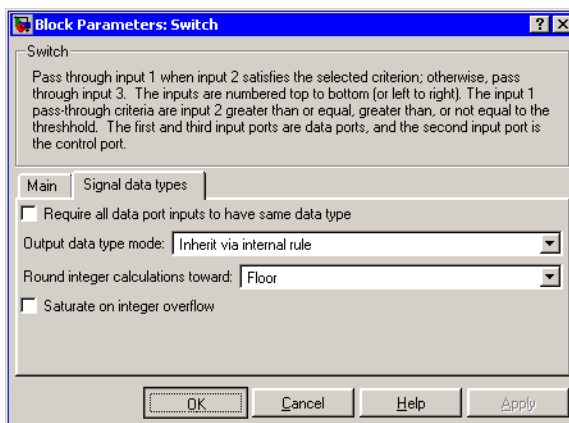 Block Parameters: Switch
Switch
Pass through input 1 when input 2 satisfies the selected criterion; otherwise, pass
through input 3. The inputs are numbered top to bottom (or left to right). The input 1
pass-through criteria are input 2 greater than or equal, greater than, or not equal to the
threshhold. The first and third input ports are data ports, and the second input port is
the control port.
Main Signal data types
Require all data port inputs to have same data type
Output data type mode: Inherit via internal rule
Round integer calculations toward: Floor
Saturate on integer overflow
OK Cancel Help Apply